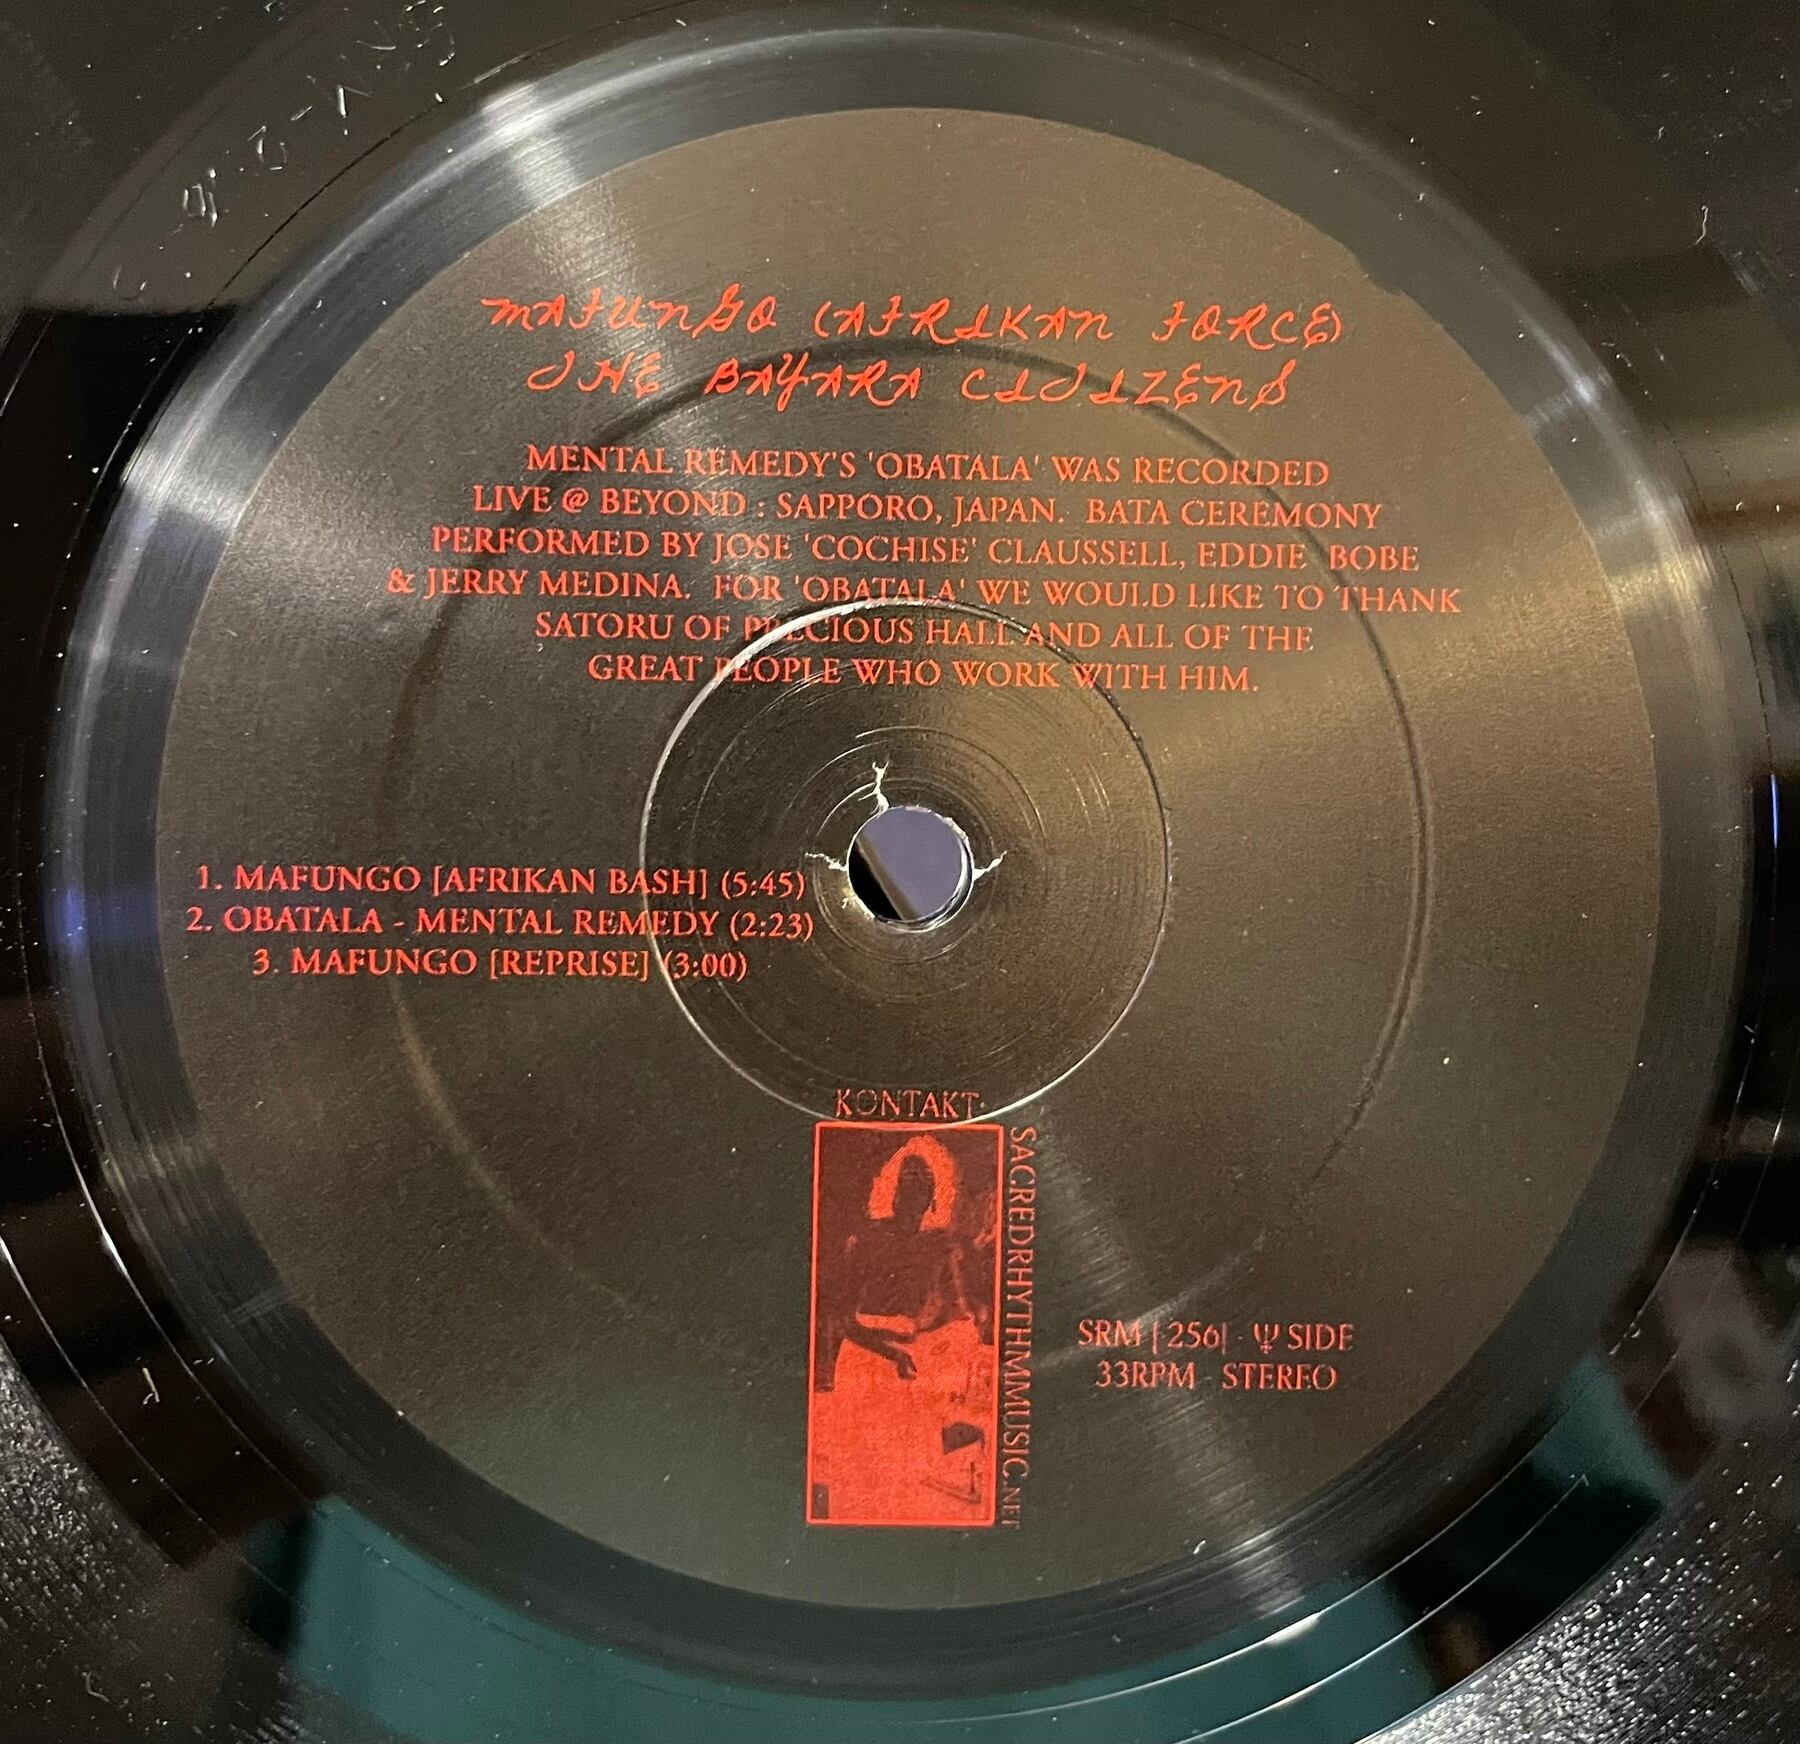 MAFUNGO (AFRIKAN FORCE)
THE BAYARA CITIZENS
MENTAL REMEDY'S 'OBATALA' WAS RECORDED
LIVE @ BEYOND : SAPPORO, JAPAN. BATA CEREMONY
PERFORMED BY JOSE 'COCHISE' CLAUSSELL, EDDIE BOBE
& JERRY MEDINA. FOR 'OBATALA' WE WOULD LIKE TO THANK
SATORU OF PRECIOUS HALL AND ALL OF THE
GREAT PEOPLE WHO WORK WITH HIM.
1. MAFUNGO [AFRIKAN BASH] (5:45)
2. OBATALA - MENTAL REMEDY (2:23)
3. MAFUNGO [REPRISE] (3:00)
KONTAKT:
SACREDRHYTHMMUSIC.NET
SRM | 256| · Ψ SIDE
33RPM - STEREO